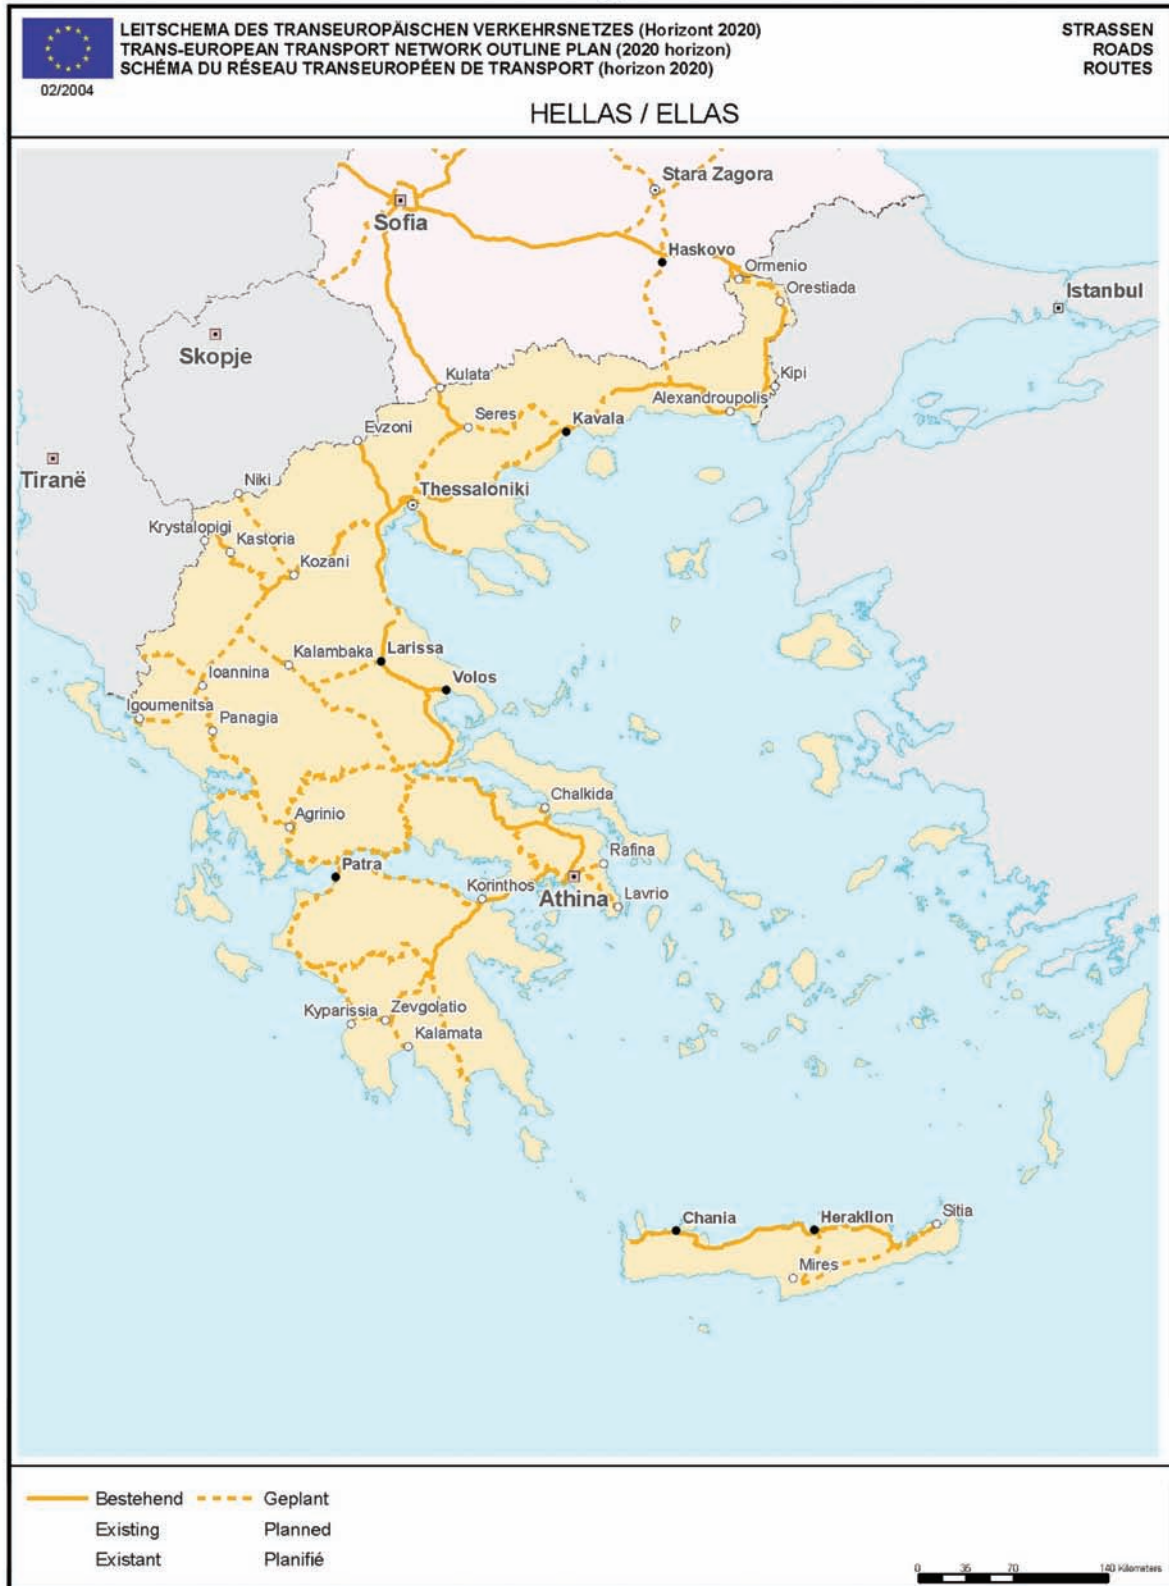 LEITSCHEMA DES TRANSEUROPÄISCHEN VERKEHRSNETZES (Horizont 2020)
TRANS-EUROPEAN TRANSPORT NETWORK OUTLINE PLAN (2020 horizon)
SCHÉMA DU RÉSEAU TRANSEUROPÉEN DE TRANSPORT (horizon 2020)
STRASSEN
ROADS
ROUTES
02/2004
HELLAS / ELLAS
Stara Zagora
Sofia
Haskovo
Ormenio
Orestiada
Istanbul
Skopje
Kulata
Kipi
Alexandroupolis
Seres
Kavala
Evzoni
Tiranë
Niki
Thessaloniki
Krystalopigi
Kastoria
Kozani
Kalambaka
Larissa
Ioannina
Volos
Igoumenitsa
Panagia
Chalkida
Agrinio
Rafina
Patra
Korinthos
Athina
Lavrio
Kyparissia
Zevgolatio
Kalamata
Chania
Heraklion
Sitia
Mires
Bestehend
Geplant
Existing
Planned
Existant
Planifié
0 35 70 140 Kilometers